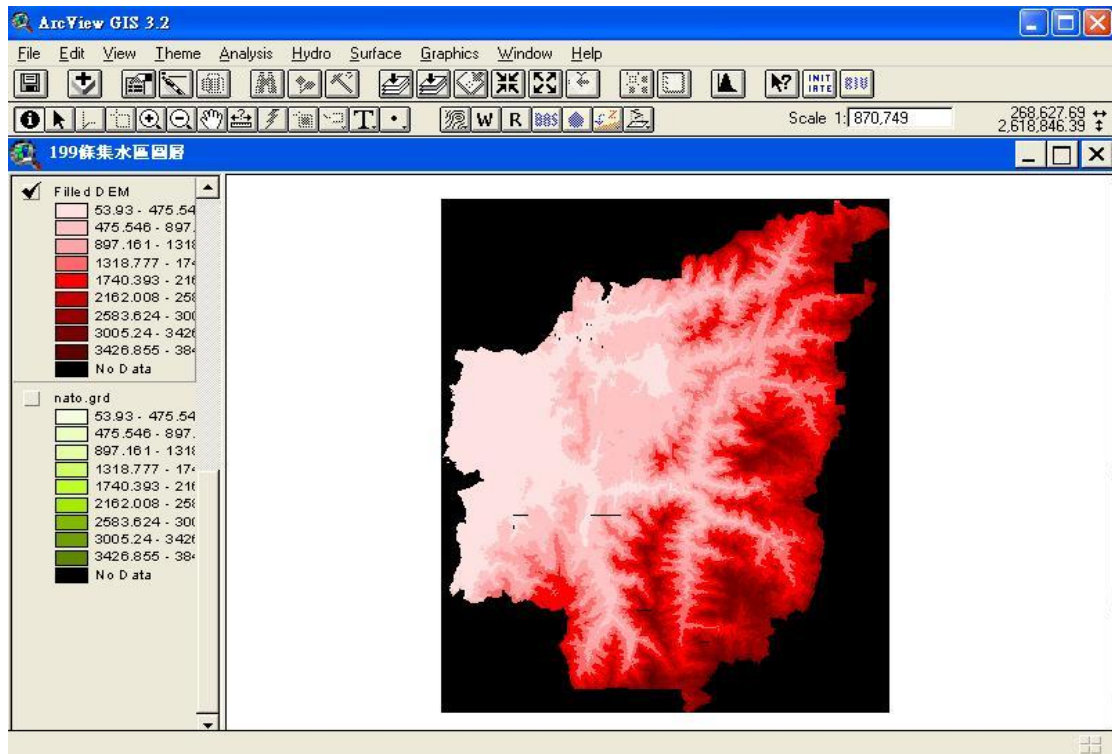 ArcView GIS 3.2
File Edit View Theme Analysis Hydro Surface Graphics Window Help
INIT IATE
W R BAS T Scale 1: 870,749 268,627.69
2,618,846.39
199條集水區圖層
Filled DEM
53.93 - 475.54
475.546 - 897.
897.161 - 1318
1318.777 - 174
1740.393 - 216
2162.008 - 258
2583.624 - 300
3005.24 - 3426
3426.855 - 384
No Data
nato.grd
53.93 - 475.54
475.546 - 897.
897.161 - 1318
1318.777 - 174
1740.393 - 216
2162.008 - 258
2583.624 - 300
3005.24 - 3426
3426.855 - 384
No Data